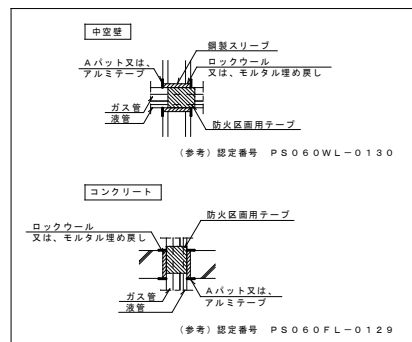 中空壁
鋼製スリーブ
Aパット又は、
アルミテープ
ロックウール
又は、モルタル埋め戻し
ガス管
液管
防火区画用テープ
(参考)認定番号 PS060WL-0130
コンクリート
ロックウール
又は、モルタル埋め戻し
防火区画用テープ
ガス管
液管
Aパット又は、
アルミテープ
(参考)認定番号 PS060FL-0129